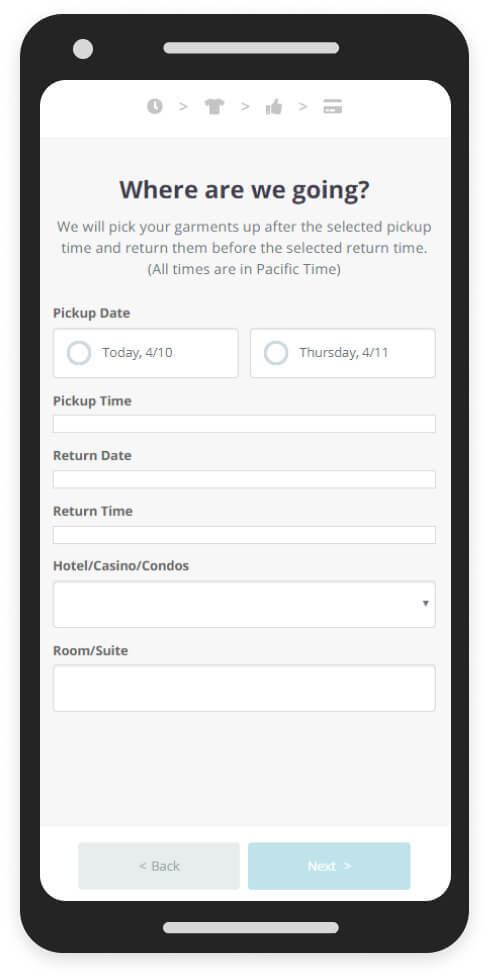 > > >
Where are we going?
We will pick your garments up after the selected pickup
time and return them before the selected return time.
(All times are in Pacific Time)
Pickup Date
Today, 4/10
Thursday, 4/11
Pickup Time
Return Date
Return Time
Hotel/Casino/Condos
Room/Suite
< Back
Next >